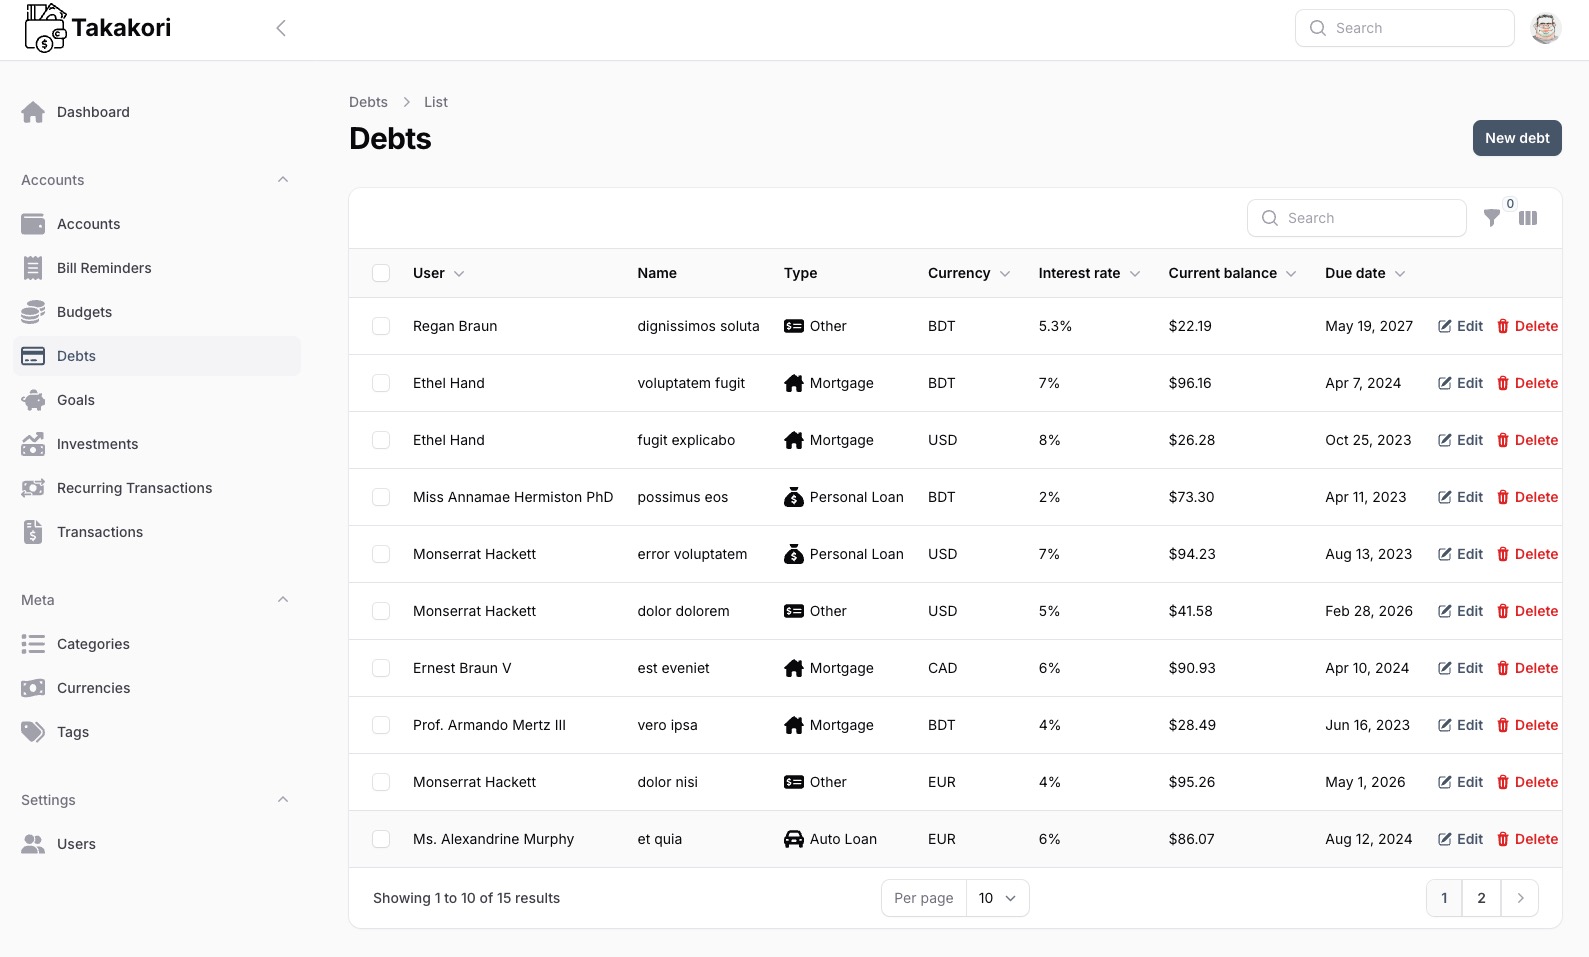 Takakori
Search
Dashboard
Accounts
Accounts
Bill Reminders
Budgets
Debts
Goals
Investments
Recurring Transactions
Transactions
Meta
Categories
Currencies
Tags
Settings
Users
Debts > List
Debts
New debt
Search
0
User Name Type Currency Interest rate Current balance Due date
Regan Braun dignissimos soluta Other BDT 5.3% $22.19 May 19, 2027 Edit Delete
Ethel Hand voluptatem fugit Mortgage BDT 7% $96.16 Apr 7, 2024 Edit Delete
Ethel Hand fugit explicabo Mortgage USD 8% $26.28 Oct 25, 2023 Edit Delete
Miss Annamae Hermiston PhD possimus eos Personal Loan BDT 2% $73.30 Apr 11, 2023 Edit Delete
Monserrat Hackett error voluptatem Personal Loan USD 7% $94.23 Aug 13, 2023 Edit Delete
Monserrat Hackett dolor dolorem Other USD 5% $41.58 Feb 28, 2026 Edit Delete
Ernest Braun V est eveniet Mortgage CAD 6% $90.93 Apr 10, 2024 Edit Delete
Prof. Armando Mertz III vero ipsa Mortgage BDT 4% $28.49 Jun 16, 2023 Edit Delete
Monserrat Hackett dolor nisi Other EUR 4% $95.26 May 1, 2026 Edit Delete
Ms. Alexandrine Murphy et quia Auto Loan EUR 6% $86.07 Aug 12, 2024 Edit Delete
Showing 1 to 10 of 15 results Per page 10 1 2